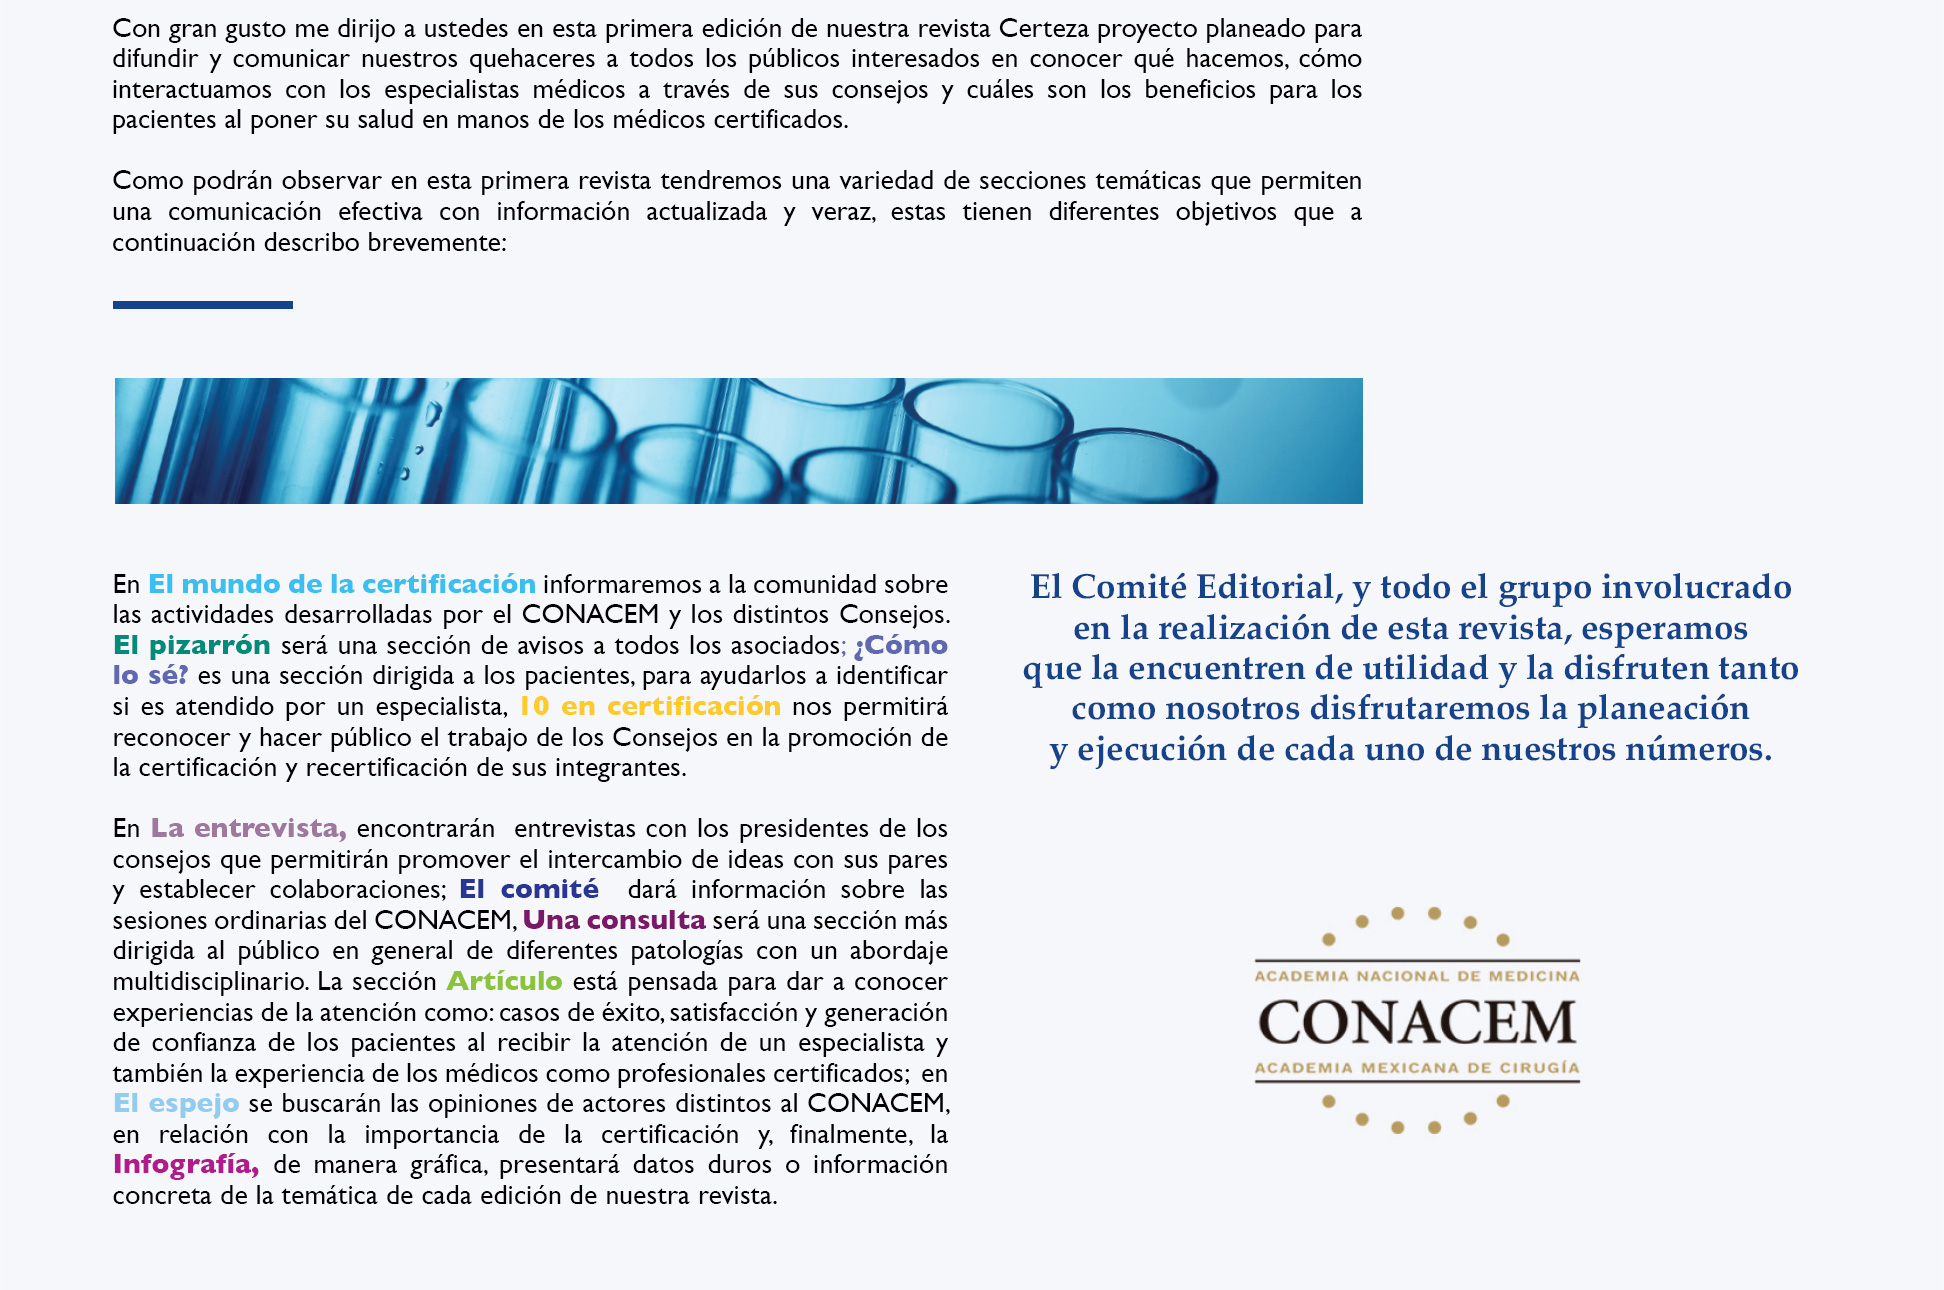 Con gran gusto me dirijo a ustedes en esta primera edición de nuestra revista Certeza proyecto planeado para
difundir y comunicar nuestros quehaceres a todos los públicos interesados en conocer qué hacemos, cómo
interactuamos con los especialistas médicos a través de sus consejos y cuáles son los beneficios para los
pacientes al poner su salud en manos de los médicos certificados.
Como podrán observar en esta primera revista tendremos una variedad de secciones temáticas que permiten
una comunicación efectiva con información actualizada y veraz, estas tienen diferentes objetivos que a
continuación describo brevemente:
En El mundo de la certificación informaremos a la comunidad sobre
las actividades desarrolladas por el CONACEM y los distintos Consejos.
El pizarrón será una sección de avisos a todos los asociados; ¿Cómo
lo sé? es una sección dirigida a los pacientes, para ayudarlos a identificar
si es atendido por un especialista, 10 en certificación nos permitirá
reconocer y hacer público el trabajo de los Consejos en la promoción de
la certificación y recertificación de sus integrantes.
En La entrevista, encontrarán entrevistas con los presidentes de los
consejos que permitirán promover el intercambio de ideas con sus pares
y establecer colaboraciones; El comité dará información sobre las
sesiones ordinarias del CONACEM, Una consulta será una sección más
dirigida al público en general de diferentes patologías con un abordaje
multidisciplinario. La sección Artículo está pensada para dar a conocer
experiencias de la atención como: casos de éxito, satisfacción y generación
de confianza de los pacientes al recibir la atención de un especialista y
también la experiencia de los médicos como profesionales certificados; en
El espejo se buscarán las opiniones de actores distintos al CONACEM,
en relación con la importancia de la certificación y, finalmente, la
Infografía, de manera gráfica, presentará datos duros o información
concreta de la temática de cada edición de nuestra revista.
El Comité Editorial, y todo el grupo involucrado
en la realización de esta revista, esperamos
que la encuentren de utilidad y la disfruten tanto
como nosotros disfrutaremos la planeación
y ejecución de cada uno de nuestros números.
ACADEMIA NACIONAL DE MEDICINA
CONACEM
ACADEMIA MEXICANA DE CIRUGÍA